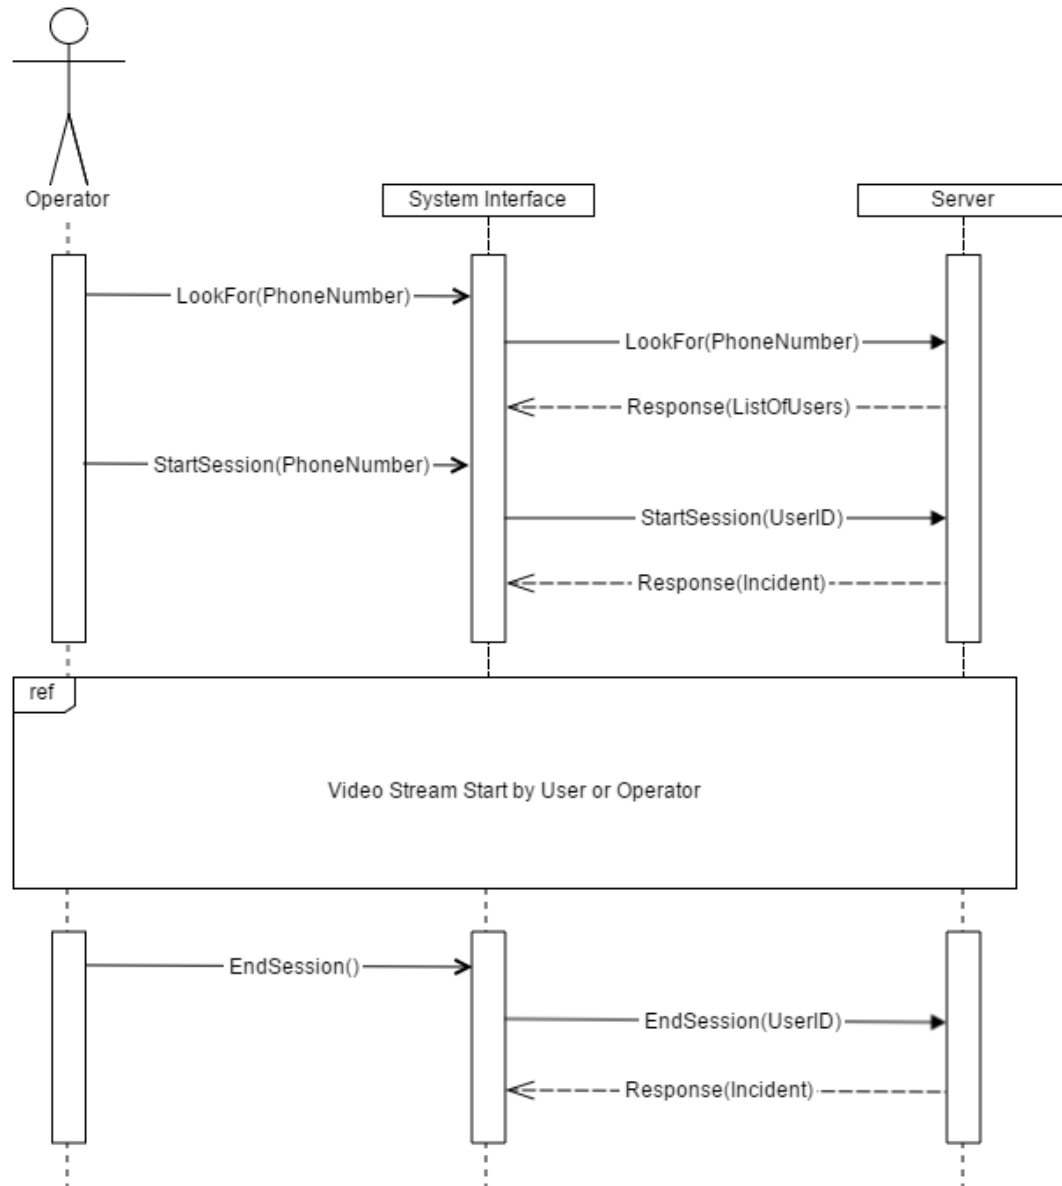 Operator
System Interface
Server
LookFor(PhoneNumber)
LookFor(PhoneNumber)
Response(ListOfUsers)
StartSession(PhoneNumber)
StartSession(UserID)
Response(Incident)
ref
Video Stream Start by User or Operator
EndSession()
EndSession(UserID)
Response(Incident)